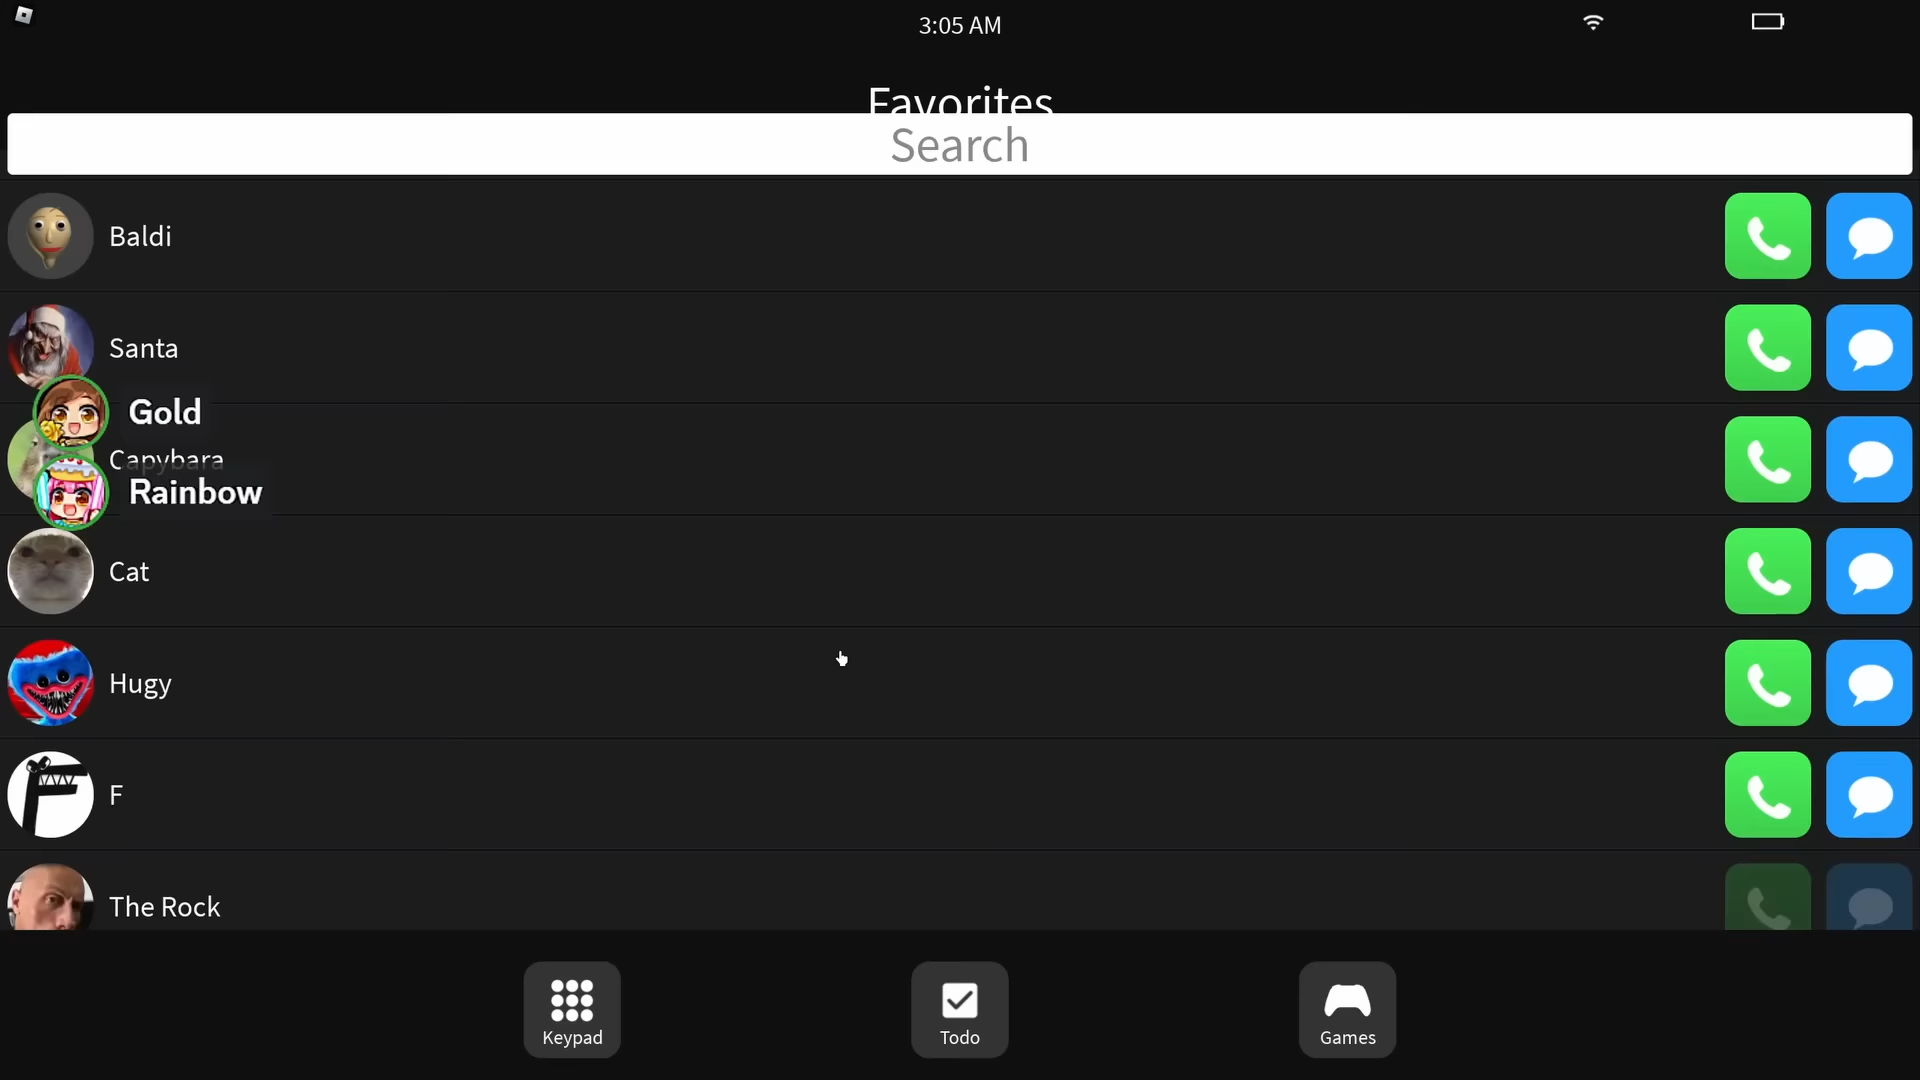 3:05 AM
Favorites
Search
Baldi
Santa
Gold
Capybara
Rainbow
Cat
Hugy
F
The Rock
Keypad
Todo
Games